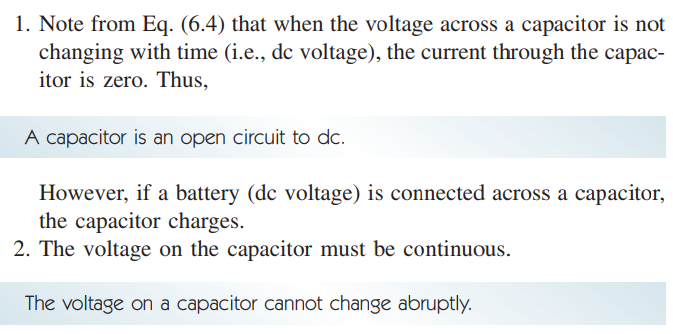 1. Note from Eq. (6.4) that when the voltage across a capacitor is not
changing with time (i.e., dc voltage), the current through the capac-
itor is zero. Thus,
A capacitor is an open circuit to dc.
However, if a battery (dc voltage) is connected across a capacitor,
the capacitor charges.
2. The voltage on the capacitor must be continuous.
The voltage on a capacitor cannot change abruptly.